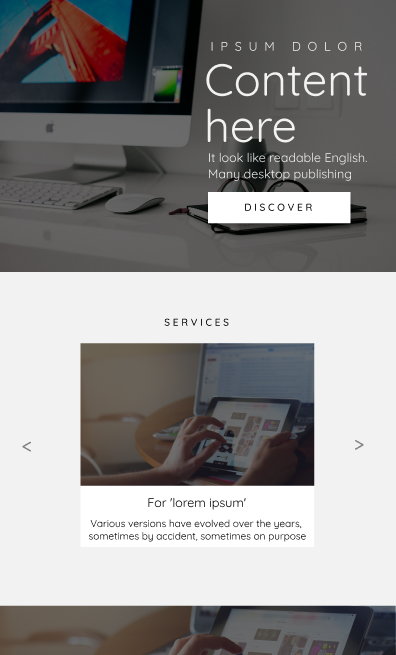 IPSUM DOLOR
Content
here
It look like readable English.
Many desktop publishing
DISCOVER
SERVICES
<
>
For 'lorem ipsum'
Various versions have evolved over the years,
sometimes by accident, sometimes on purpose